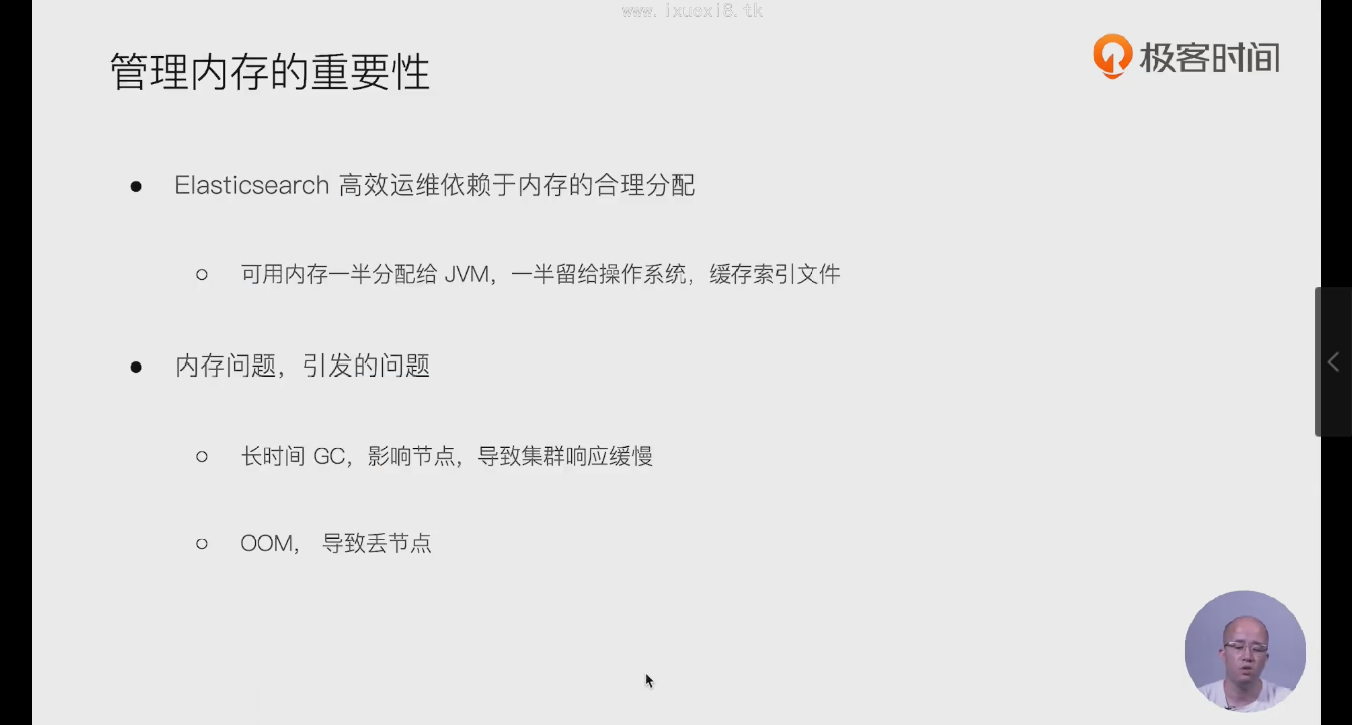 www. ixuoxi8. tk
管理内存的重要性
极客时间
● Elasticsearch 高效运维依赖于内存的合理分配
○ 可用内存一半分配给 JVM，一半留给操作系统，缓存索引文件
● 内存问题，引发的问题
○ 长时间 GC，影响节点，导致集群响应缓慢
○ OOM， 导致丢节点